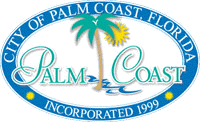 CITY OF PALM COAST, FLORIDA
PALM COAST
INCORPORATED 1999